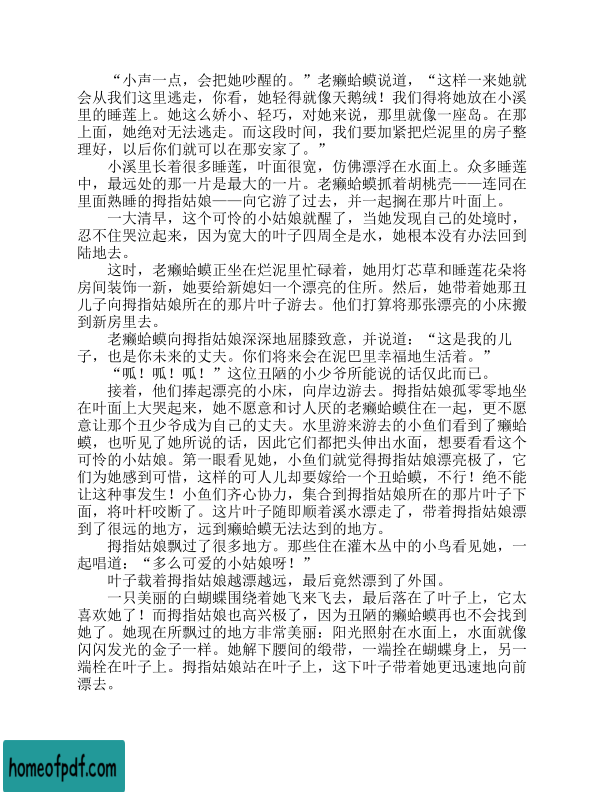 “小声一点，会把她吵醒的。”老癞蛤蟆说道，“这样一来她就
会从我们这里逃走，你看，她轻得就像天鹅绒！我们得将她放在小溪
里的睡莲上。她这么娇小、轻巧，对她来说，那里就像一座岛。在那
上面，她绝对无法逃走。而这段时间，我们要加紧把烂泥里的房子整
理好，以后你们就可以在那安家了。”
小溪里长着很多睡莲，叶面很宽，仿佛漂浮在水面上。众多睡莲
中，最远处的那一片是最大的一片。老癞蛤蟆抓着胡桃壳——连同在
里面熟睡的拇指姑娘——向它游了过去，并一起搁在那片叶面上。
一大清早，这个可怜的小姑娘就醒了，当她发现自己的处境时，
忍不住哭泣起来，因为宽大的叶子四周全是水，她根本没有办法回到
陆地去。
这时，老癞蛤蟆正坐在烂泥里忙碌着，她用灯芯草和睡莲花朵将
房间装饰一新，她要给新媳妇一个漂亮的住所。然后，她带着她那丑
儿子向拇指姑娘所在的那片叶子游去。他们打算将那张漂亮的小床搬
到新房里去。
老癞蛤蟆向拇指姑娘深深地屈膝致意，并说道：“这是我的儿
子，也是你未来的丈夫。你们将来会在泥巴里幸福地生活着。”
“呱！呱！呱！”这位丑陋的小少爷所能说的话仅此而已。
接着，他们捧起漂亮的小床，向岸边游去。拇指姑娘孤零零地坐
在叶面上大哭起来，她不愿意和讨人厌的老癞蛤蟆住在一起，更不愿
意让那个丑少爷成为自己的丈夫。水里游来游去的小鱼们看到了癞蛤
蟆，也听见了她所说的话，因此它们都把头伸出水面，想要看看这个
可怜的小姑娘。第一眼看见她，小鱼们就觉得拇指姑娘漂亮极了，它
们为她感到可惜，这样的可人儿却要嫁给一个丑蛤蟆，不行！绝不能
让这种事发生！小鱼们齐心协力，集合到拇指姑娘所在的那片叶子下
面，将叶杆咬断了。这片叶子随即顺着溪水漂走了，带着拇指姑娘漂
到了很远的地方，远到癞蛤蟆无法达到的地方。
拇指姑娘飘过了很多地方。那些住在灌木丛中的小鸟看见她，一
起唱道：“多么可爱的小姑娘呀！”
叶子载着拇指姑娘越漂越远，最后竟然漂到了外国。
一只美丽的白蝴蝶围绕着她飞来飞去，最后落在了叶子上，它太
喜欢她了！而拇指姑娘也高兴极了，因为丑陋的癞蛤蟆再也不会找到
她了。她现在所飘过的地方非常美丽：阳光照射在水面上，水面就像
闪闪发光的金子一样。她解下腰间的缎带，一端拴在蝴蝶身上，另一
端栓在叶子上。拇指姑娘站在叶子上，这下叶子带着她更迅速地向前
漂去。
homeofpdf.com